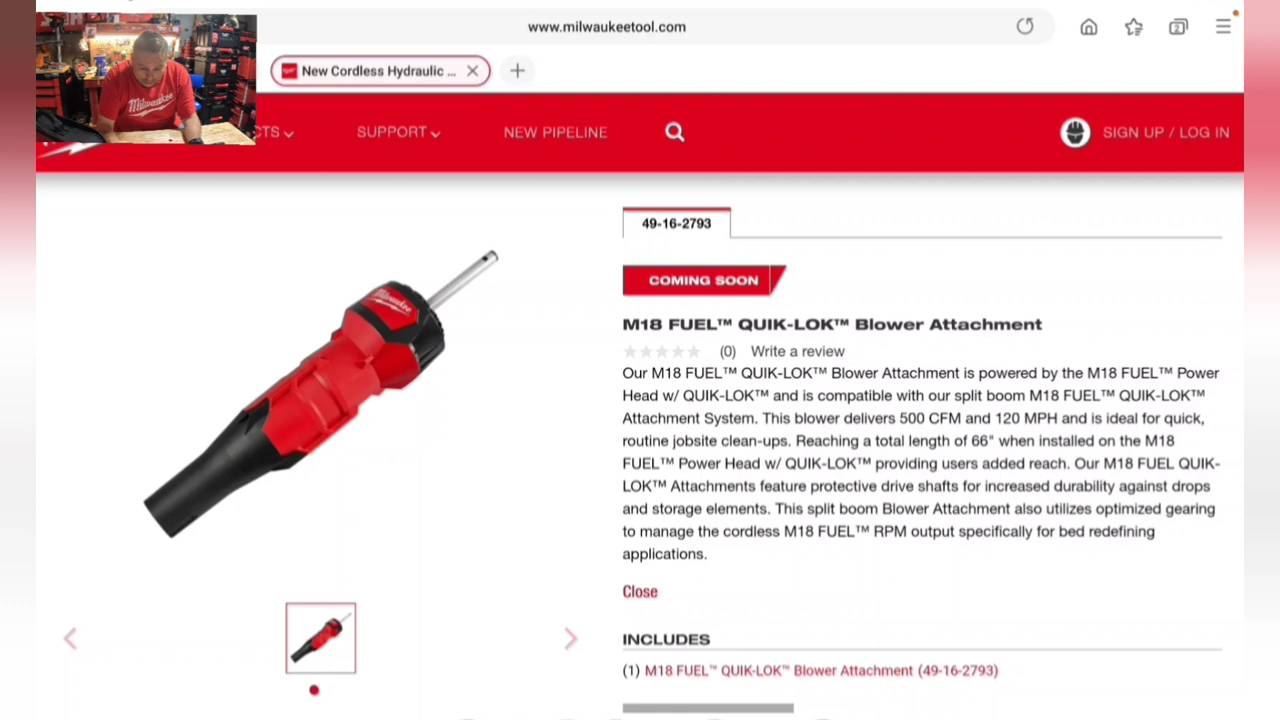 www.milwaukeetool.com
2
New Cordless Hydraulic ...
Milwaukee
CTS
SUPPORT
NEW PIPELINE
SIGN UP / LOG IN
49-16-2793
COMING SOON
Milwaukee
M18 FUEL™ QUIK-LOK™ Blower Attachment
(0) Write a review
Our M18 FUEL™ QUIK-LOK™ Blower Attachment is powered by the M18 FUEL™ Power
Head w/ QUIK-LOK™ and is compatible with our split boom M18 FUEL™ QUIK-LOK™
Attachment System. This blower delivers 500 CFM and 120 MPH and is ideal for quick,
routine jobsite clean-ups. Reaching a total length of 66" when installed on the M18
FUEL™ Power Head w/ QUIK-LOK™ providing users added reach. Our M18 FUEL QUIK-
LOK™ Attachments feature protective drive shafts for increased durability against drops
and storage elements. This split boom Blower Attachment also utilizes optimized gearing
to manage the cordless M18 FUEL™ RPM output specifically for bed redefining
applications.
Close
INCLUDES
(1) M18 FUEL™ QUIK-LOK™ Blower Attachment (49-16-2793)